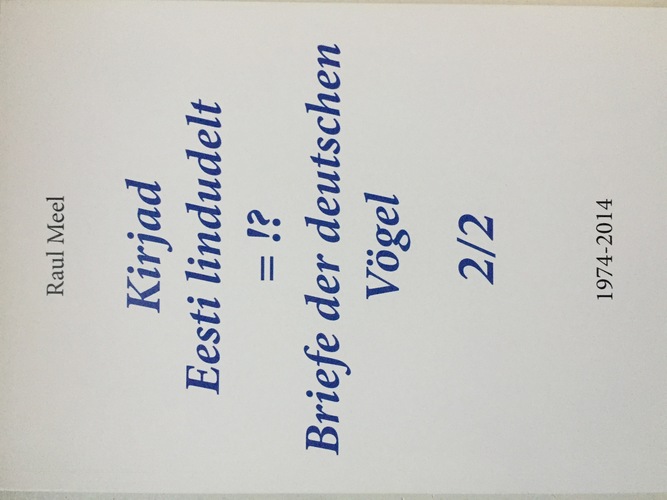 Raul Meel
Kirjad
Eesti lindudelt
= !?
Briefe der deutschen
Vögel
2/2
1974-2014